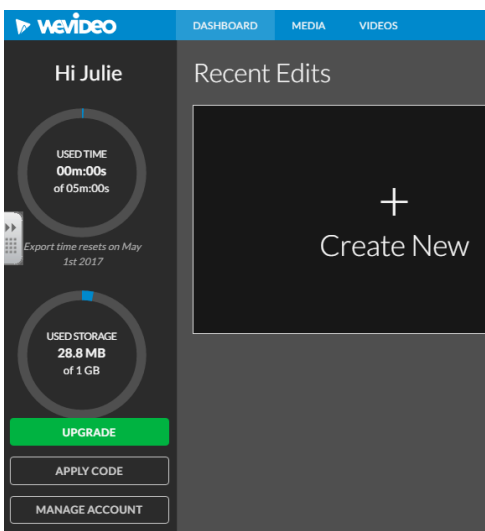 wevideo
DASHBOARD MEDIA VIDEOS
Hi Julie
USED TIME
00m:00s
of 05m:00s
Export time resets on May
1st 2017
USED STORAGE
28.8 MB
of 1 GB
UPGRADE
APPLY CODE
MANAGE ACCOUNT
Recent Edits
+
Create New